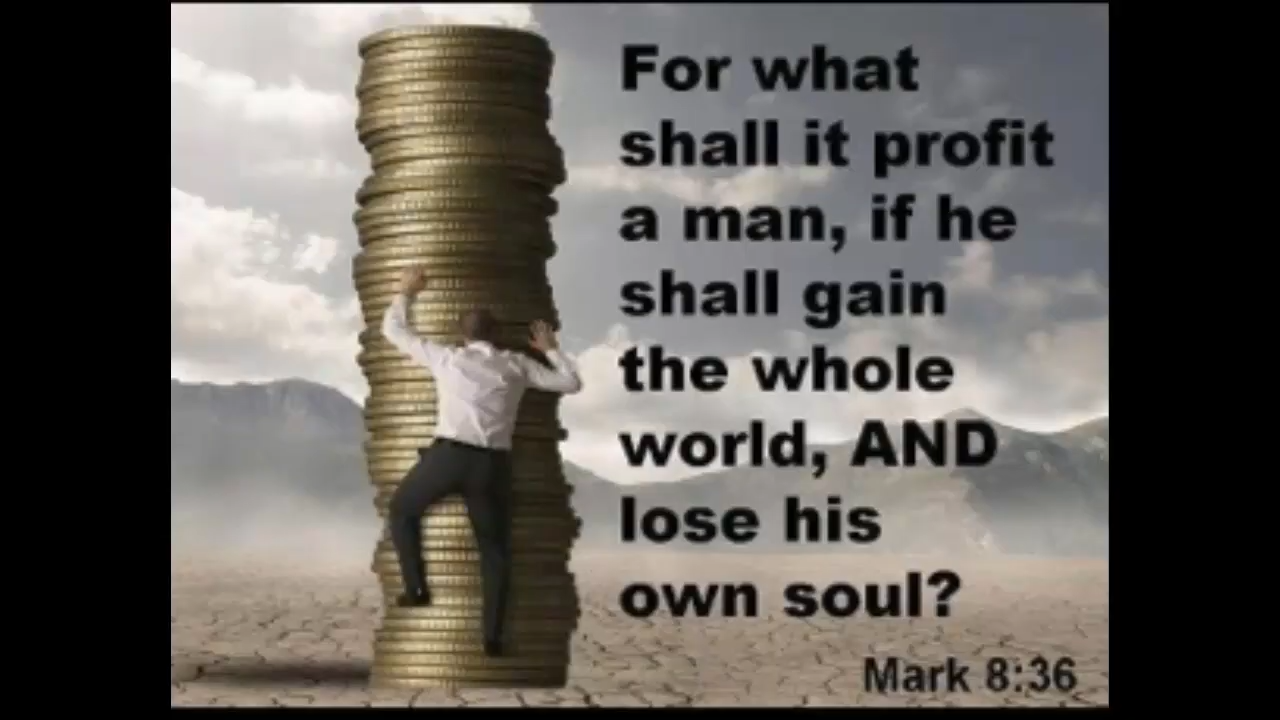 For what
shall it profit
a man, if he
shall gain
the whole
world, AND
lose his
own soul?
Mark 8:36